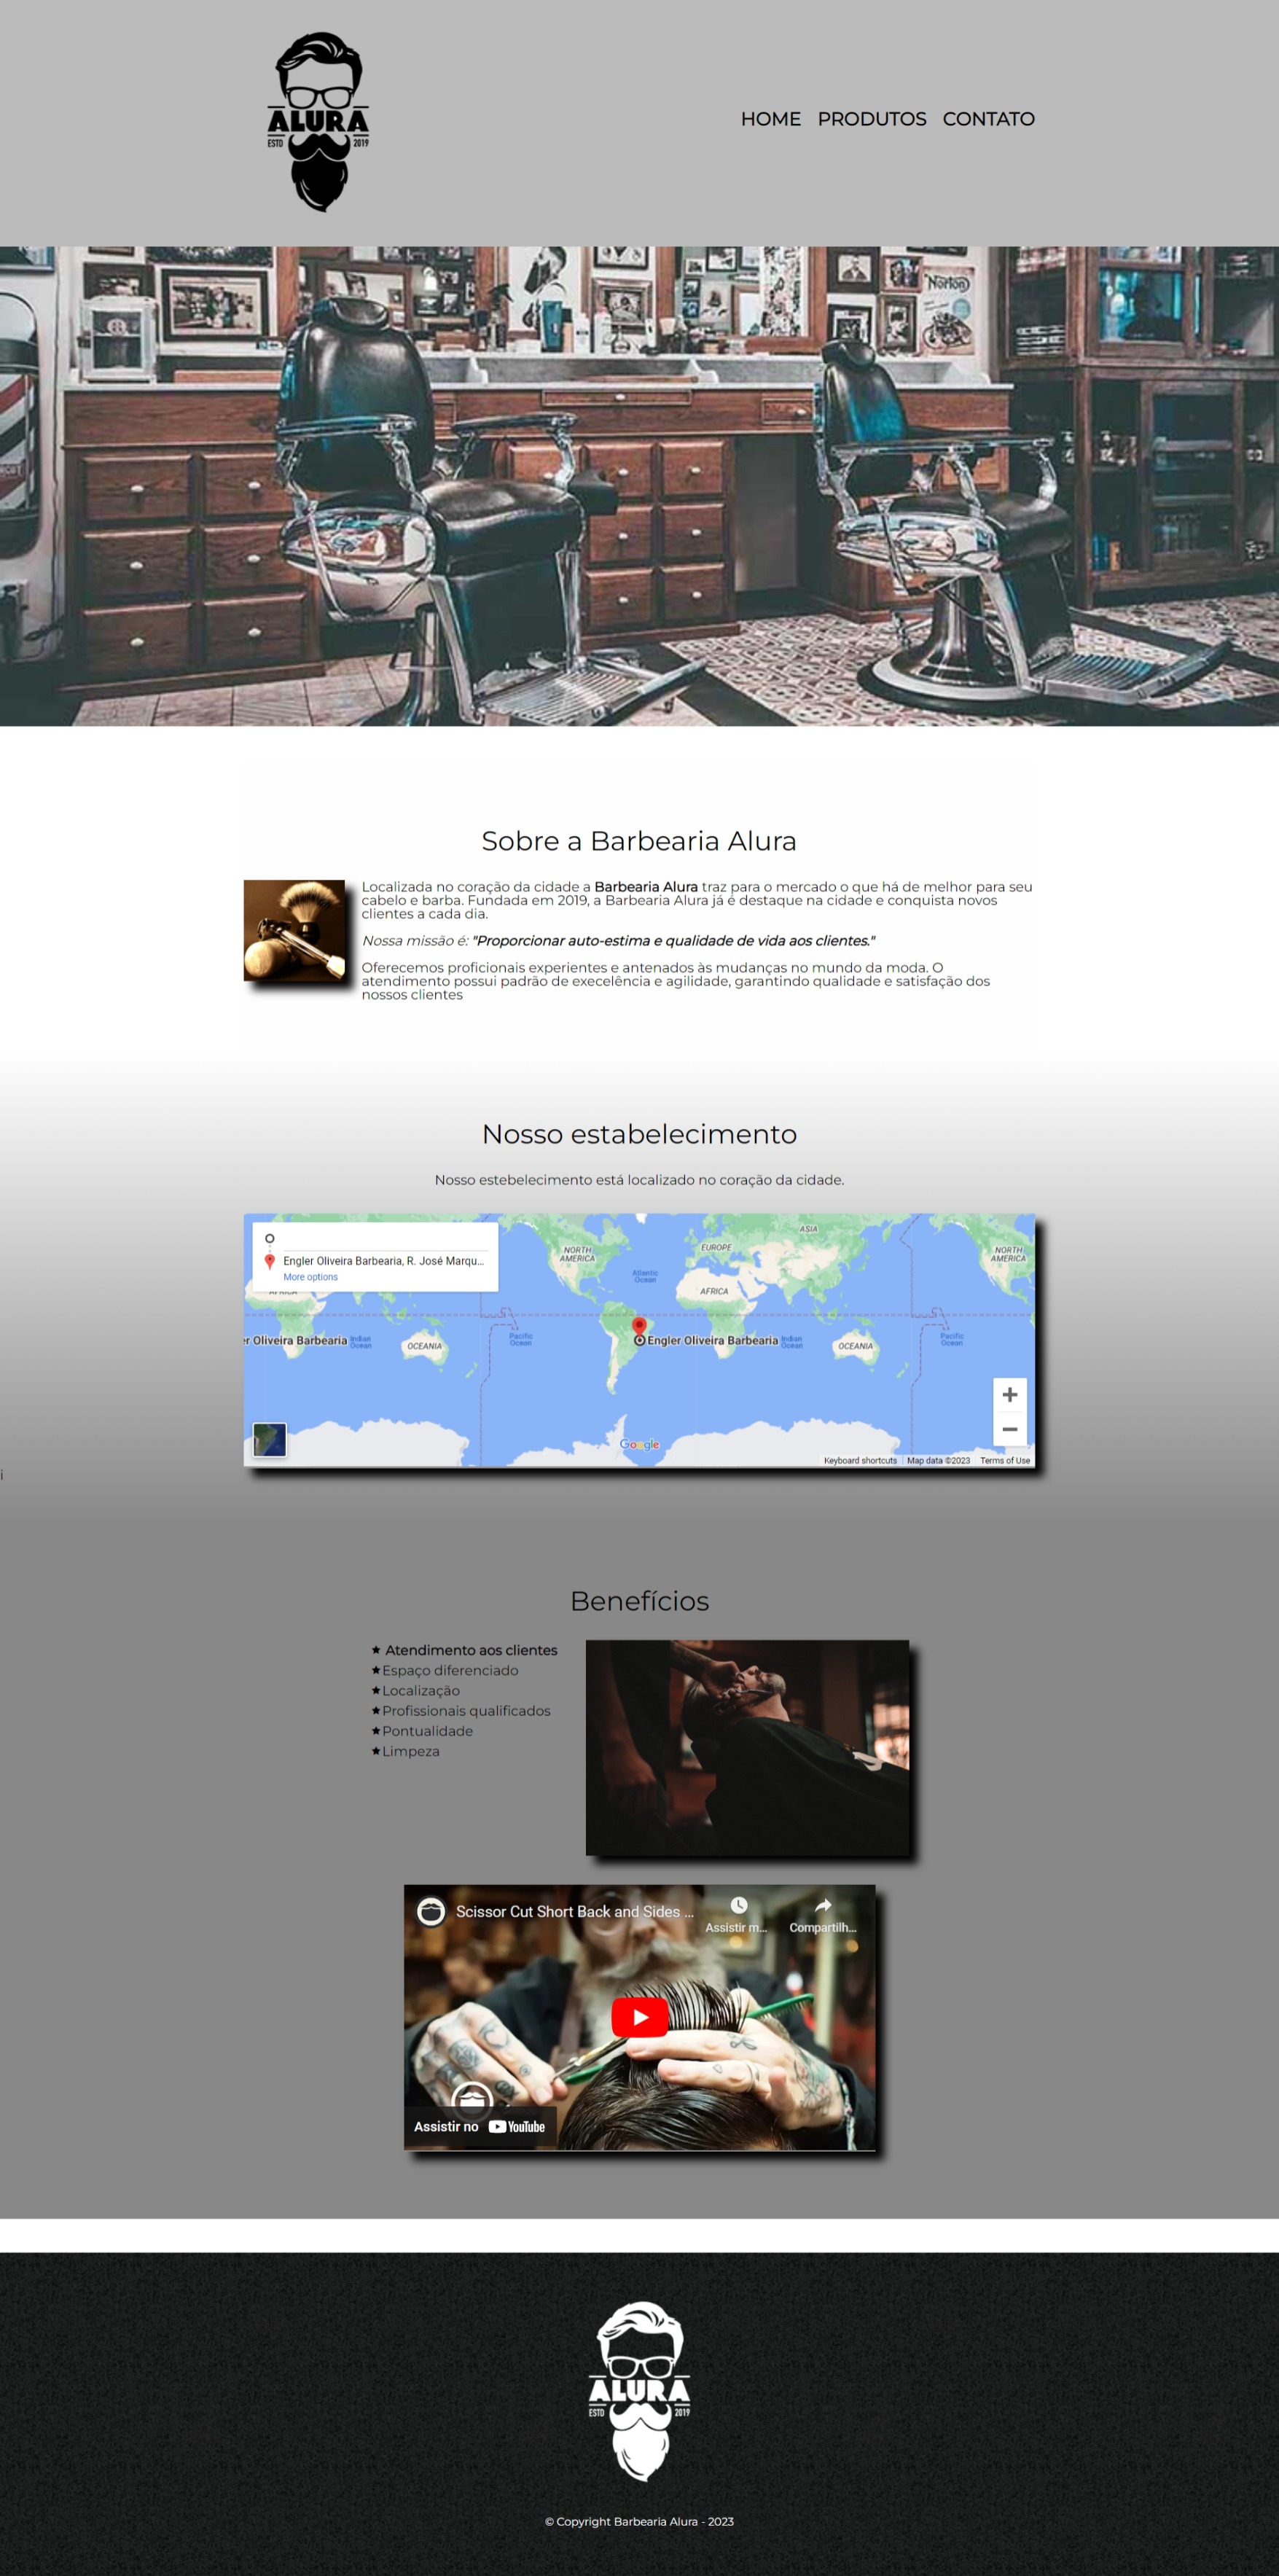 ALURA
ESTD 2019
HOME PRODUTOS CONTATO
Norton
Sobre a Barbearia Alura
Localizada no coração da cidade a Barbearia Alura traz para o mercado o que há de melhor para seu
cabelo e barba. Fundada em 2019, a Barbearia Alura já é destaque na cidade e conquista novos
clientes a cada dia.
Nossa missão é: "Proporcionar auto-estima e qualidade de vida aos clientes."
Oferecemos proficionais experientes e antenados às mudanças no mundo da moda. O
atendimento possui padrão de execelência e agilidade, garantindo qualidade e satisfação dos
nossos clientes
Nosso estabelecimento
Nosso estebelecimento está localizado no coração da cidade.
Engler Oliveira Barbearia, R. José Marqu...
More options
ASIA
NORTH AMERICA
EUROPE
NORTH AMERICA
Atlantic Ocean
AFRICA
AFRICA
Pacific Ocean
Pacific Ocean
er Oliveira Barbearia
Indian Ocean
OCEANIA
Engler Oliveira Barbearia
Indian Ocean
OCEANIA
Google
Keyboard shortcuts Map data ©2023 Terms of Use
i
Benefícios
Atendimento aos clientes
Espaço diferenciado
Localização
Profissionais qualificados
Pontualidade
Limpeza
Scissor Cut Short Back and Sides ...
Assistir m...
Compartilh...
Assistir no YouTube
ALURA
ESTD 2019
© Copyright Barbearia Alura - 2023